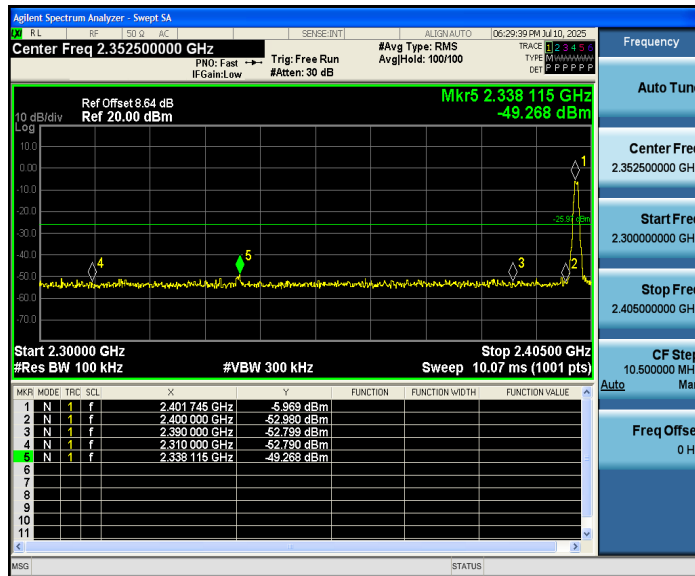 Agilent Spectrum Analyzer - Swept SA
LXI RL RF 50 Ω AC SENSE:INT ALIGN AUTO 06:29:39 PM Jul 10, 2025
Center Freq 2.352500000 GHz
PNO: Fast
IFGain:Low
Trig: Free Run
#Atten: 30 dB
#Avg Type: RMS
Avg|Hold: 100/100
TRACE 1 2 3 4 5 6
TYPE M
DET P P P P P P
Frequency
Auto Tune
Ref Offset 8.64 dB
Ref 20.00 dBm
10 dB/div
Log
Mkr5 2.338 115 GHz
-49.268 dBm
10.0
0.00
-10.0
-20.0
-30.0
-40.0
-50.0
-60.0
-70.0
1
2
3
4
5
Start 2.30000 GHz
Stop 2.40500 GHz
#Res BW 100 kHz
#VBW 300 kHz
Sweep 10.07 ms (1001 pts)
Center Freq
2.352500000 GH
Start Freq
2.300000000 GH
Stop Freq
2.405000000 GH
CF Step
10.500000 MH
Auto Man
Freq Offse
0 H
MKR MODE TRC SCL X Y FUNCTION FUNCTION WIDTH FUNCTION VALUE
1 N 1 f 2.401 745 GHz -5.969 dBm
2 N 1 f 2.400 000 GHz -52.980 dBm
3 N 1 f 2.390 000 GHz -52.799 dBm
4 N 1 f 2.310 000 GHz -52.790 dBm
5 N 1 f 2.338 115 GHz -49.268 dBm
6
7
8
9
10
11
MSG
STATUS